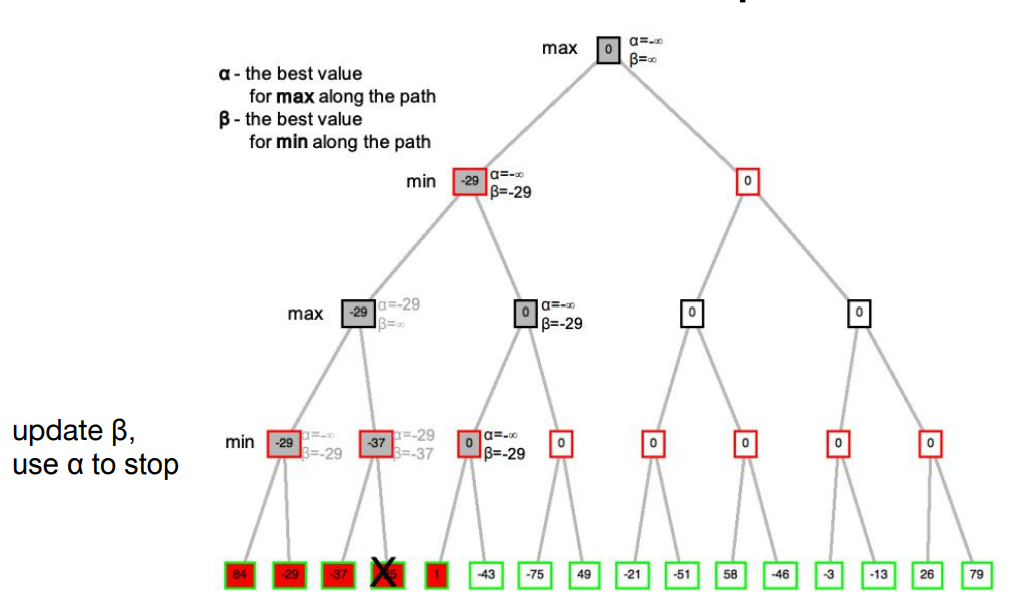 max
0
α=-∞
β=∞
α - the best value
for max along the path
β - the best value
for min along the path
min
-29
α=-∞
β=-29
0
max
-29
α=-29
β=∞
0
α=-∞
β=-29
0
0
update β,
use α to stop
min
-29
α=-∞
β=-29
-37
α=-29
β=-37
0
α=-∞
β=-29
0
0
0
0
0
84
-29
-37
1
-43
-75
49
-21
-51
58
-46
-3
-13
26
79